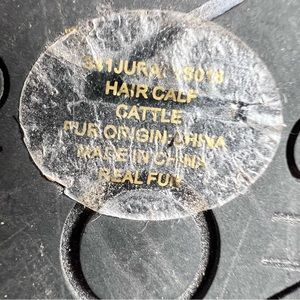 HAIR CALF
CATTLE
FUR ORIGIN CHINA
MADE IN CHINA
REAL FUR